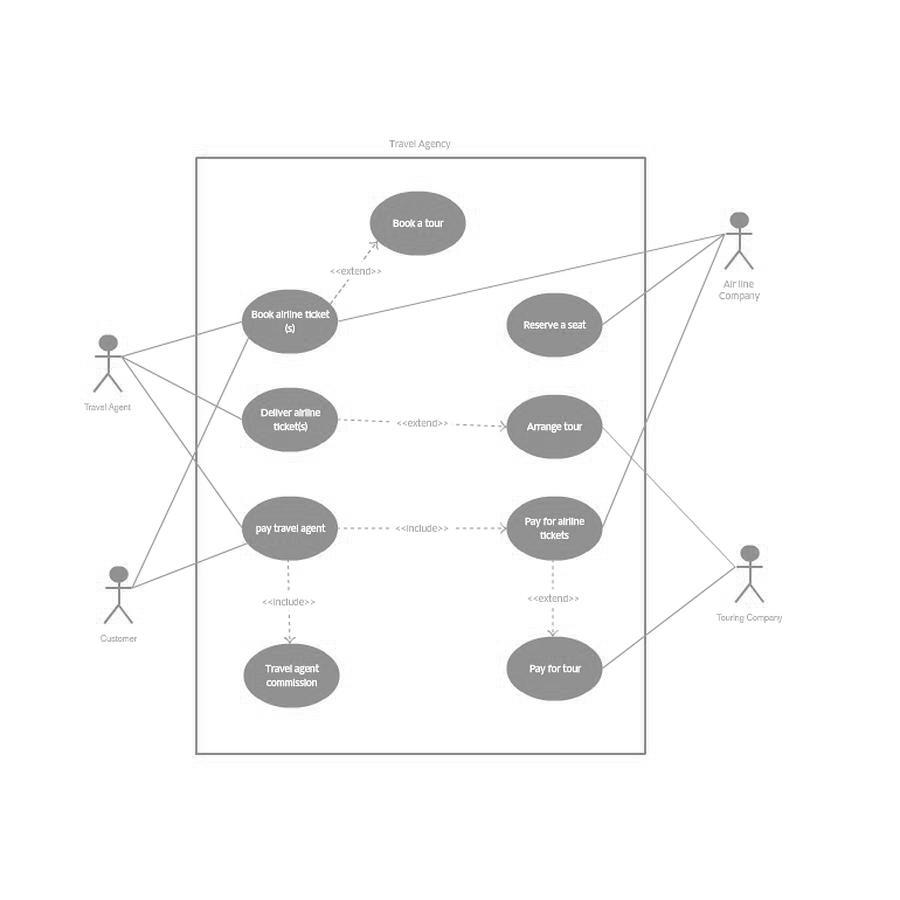 Travel Agency
Book a tour
<<extend>>
Air line
Company
Book airline ticket
(s)
Reserve a seat
Travel Agent
Deliver airline
ticket(s)
<<extend>>
Arrange tour
pay travel agent
<<include>>
Pay for airline
tickets
<<include>>
<<extend>>
Customer
Touring Company
Travel agent
commission
Pay for tour